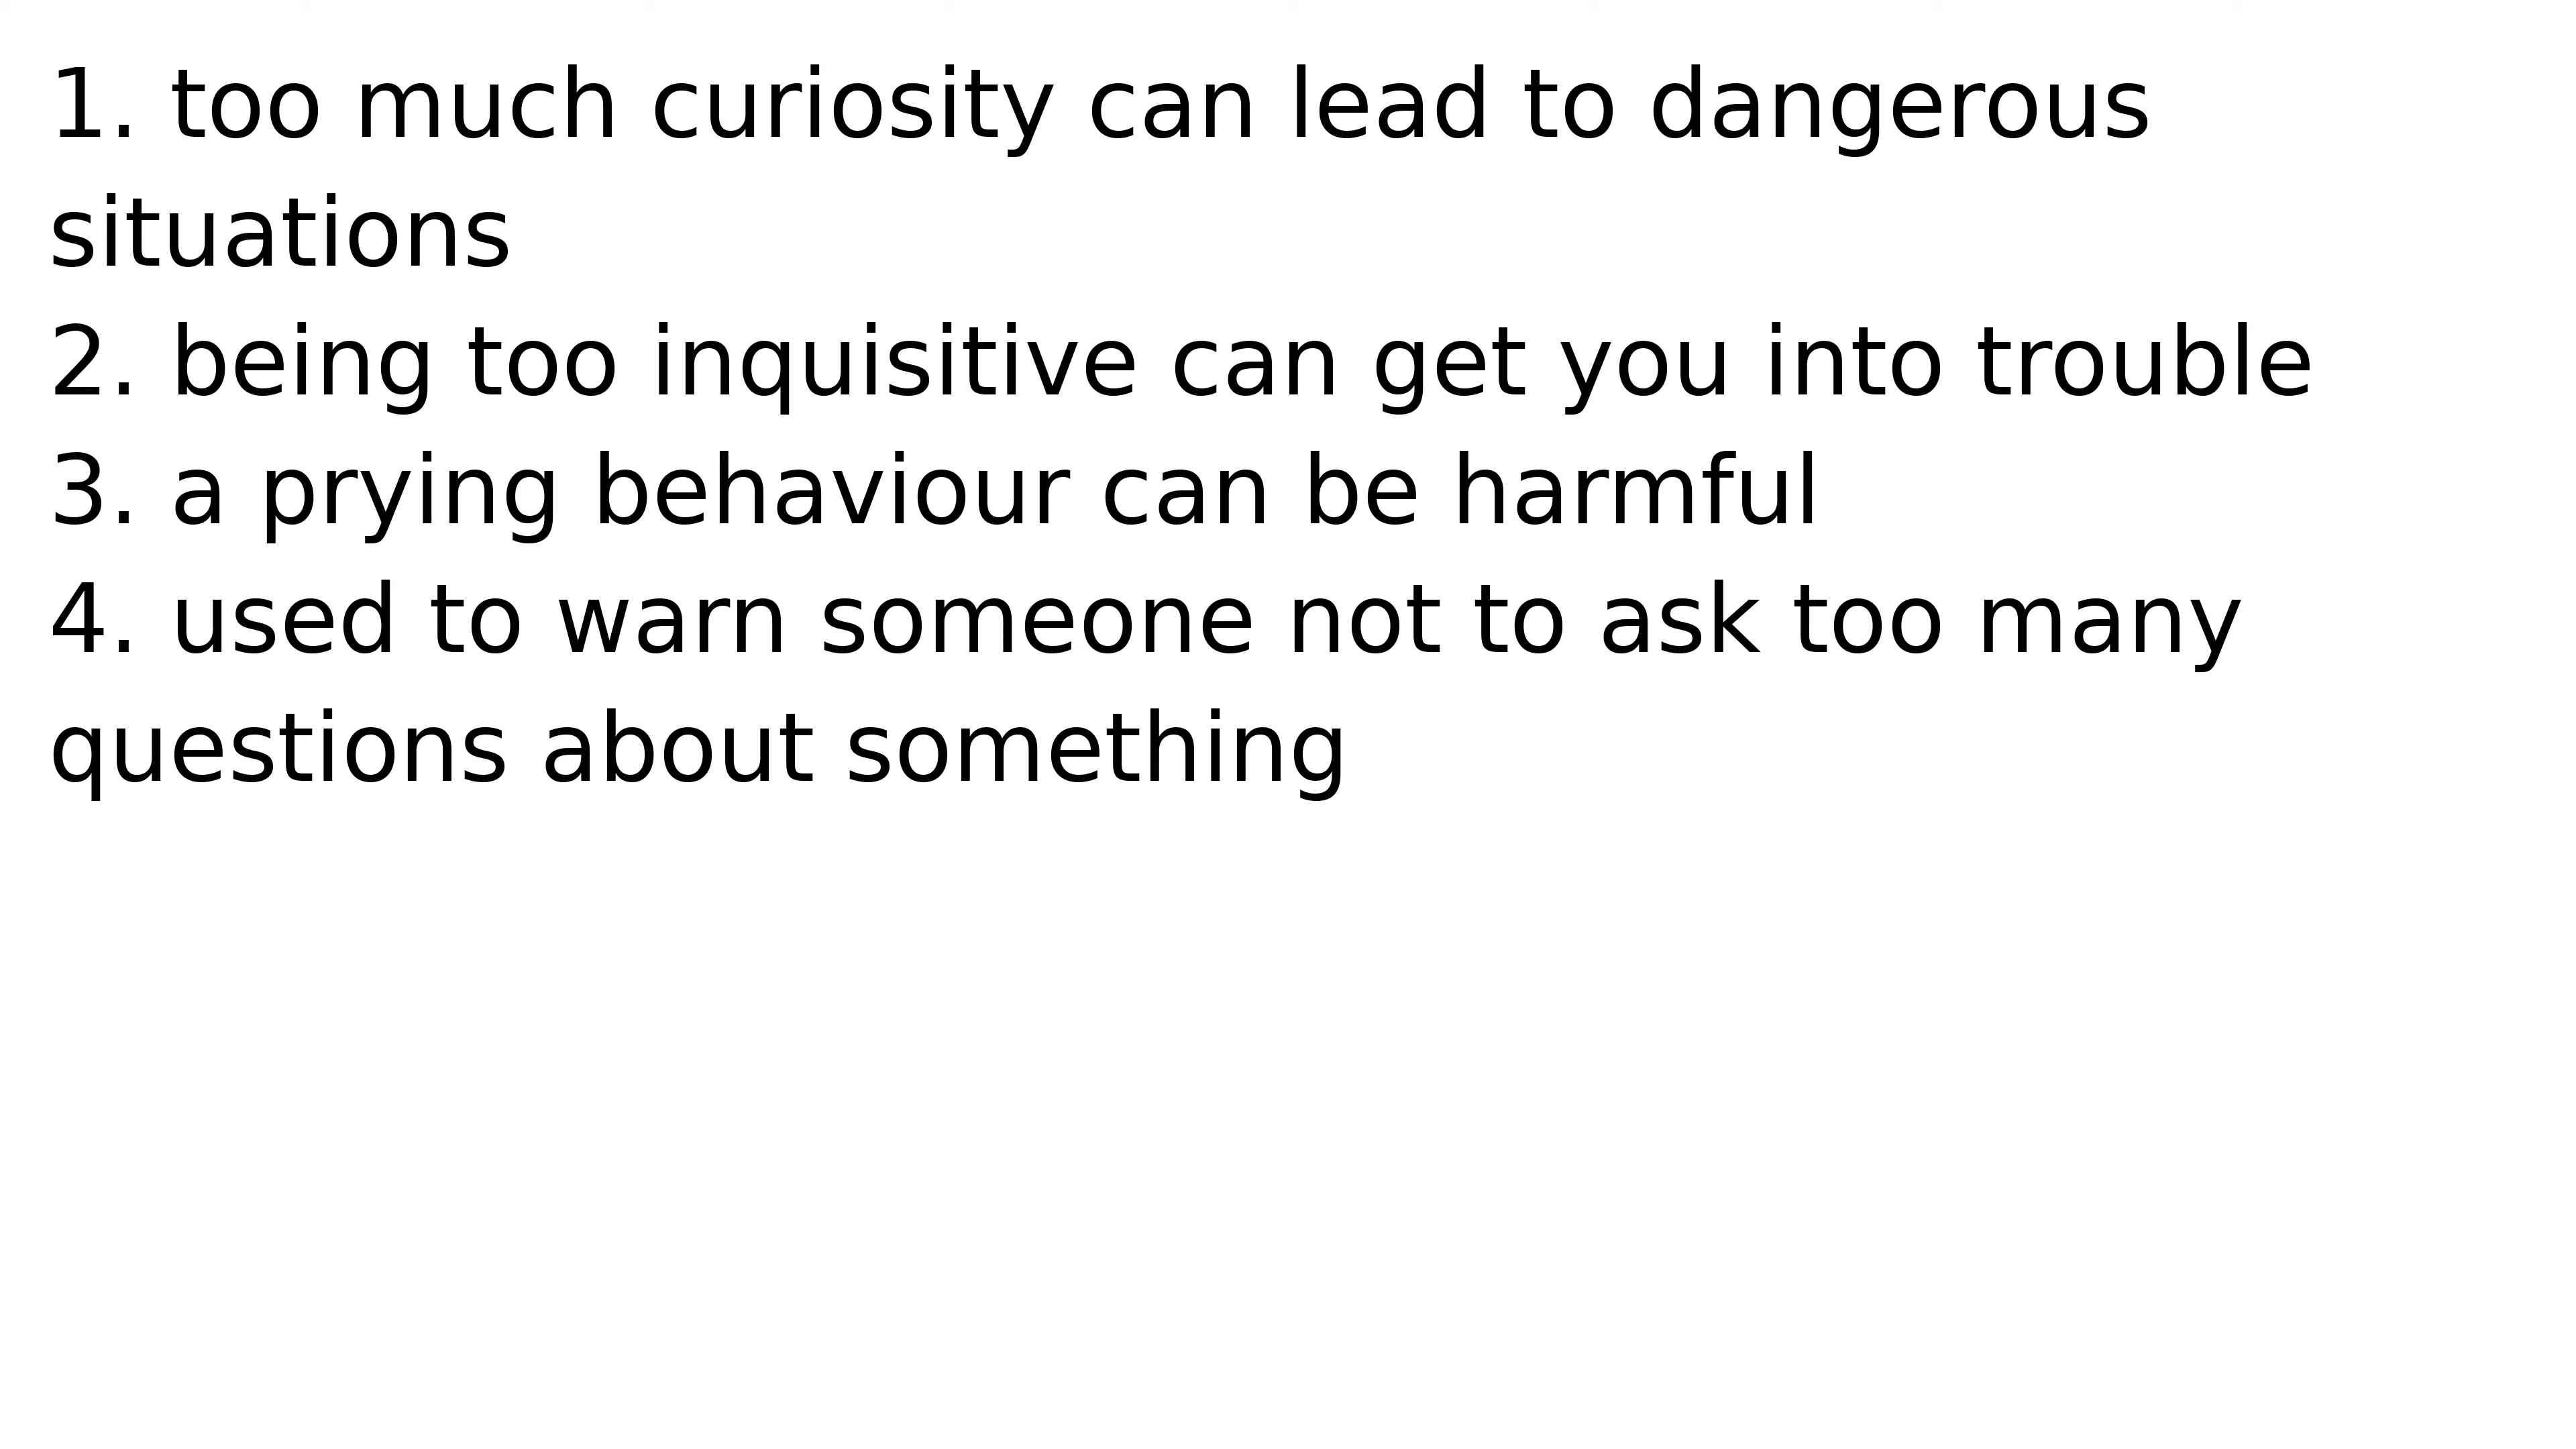 1. too much curiosity can lead to dangerous
situations
2. being too inquisitive can get you into trouble
3. a prying behaviour can be harmful
4. used to warn someone not to ask too many
questions about something